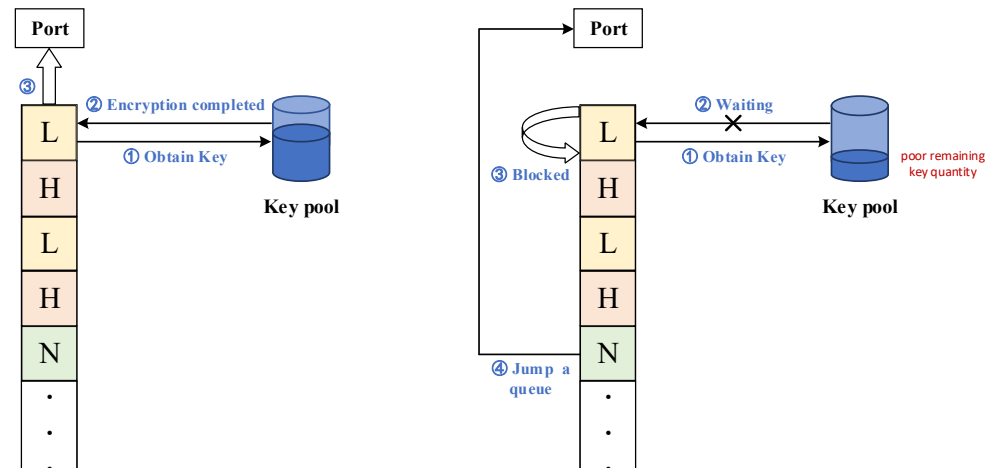 Port
③
② Encryption completed
L
① Obtain Key
H
Key pool
L
H
N
.
.
.
Port
② Waiting
L
① Obtain Key
poor remaining
key quantity
③ Blocked
H
Key pool
L
H
N
④ Jump a
queue
.
.
.